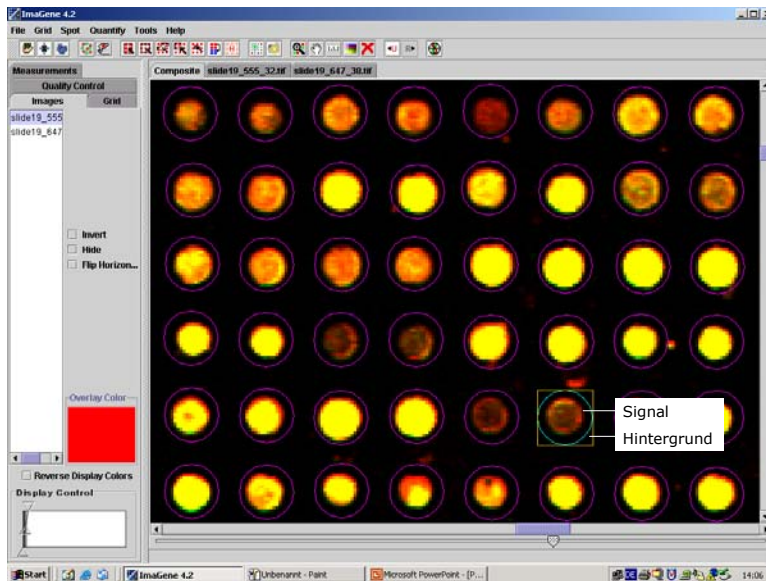 ImaGene 4.2
File Grid Spot Quantify Tools Help
Measurements
Quality Control
Images Grid
slide19_555
slide19_647
Composite slide19_555_32.tif slide19_647_30.tif
Invert
Hide
Flip Horizon...
Overlay Color
Reverse Display Colors
Display Control
Signal
Hintergrund
Start ImaGene 4.2 Unbenannt - Paint Microsoft PowerPoint - [P... 14:06